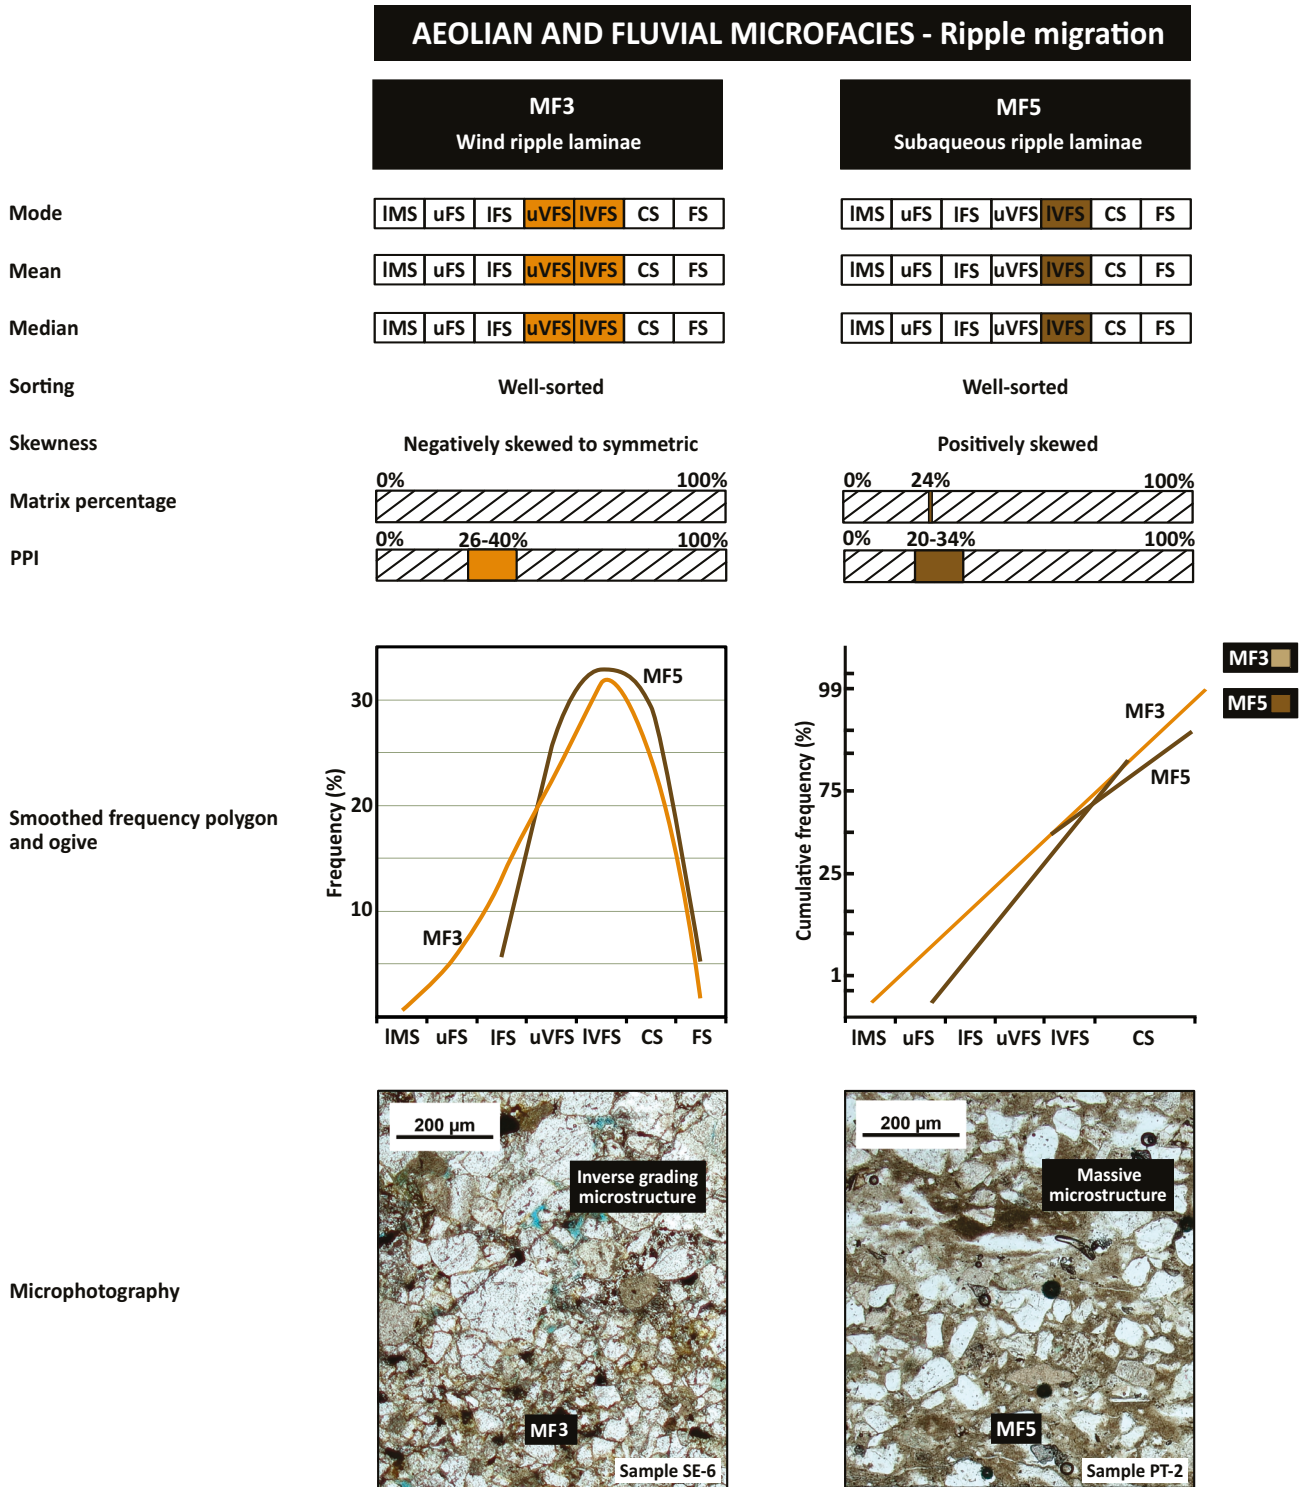 AEOLIAN AND FLUVIAL MICROFACIES - Ripple migration
MF3
Wind ripple laminae
MF5
Subaqueous ripple laminae
Mode
lMS uFS lFS uVFS lVFS CS FS
lMS uFS lFS uVFS lVFS CS FS
Mean
lMS uFS lFS uVFS lVFS CS FS
lMS uFS lFS uVFS lVFS CS FS
Median
lMS uFS lFS uVFS lVFS CS FS
lMS uFS lFS uVFS lVFS CS FS
Sorting
Well-sorted
Well-sorted
Skewness
Negatively skewed to symmetric
Positively skewed
Matrix percentage
0% 100%
0% 24% 100%
PPI
0% 26-40% 100%
0% 20-34% 100%
Smoothed frequency polygon
and ogive
Frequency (%)
30
20
10
MF5
MF3
lMS uFS lFS uVFS lVFS CS FS
Cumulative frequency (%)
99
75
25
1
MF3
MF5
lMS uFS lFS uVFS lVFS CS
MF3
MF5
Microphotography
200 µm
Inverse grading
microstructure
MF3
Sample SE-6
200 µm
Massive
microstructure
MF5
Sample PT-2